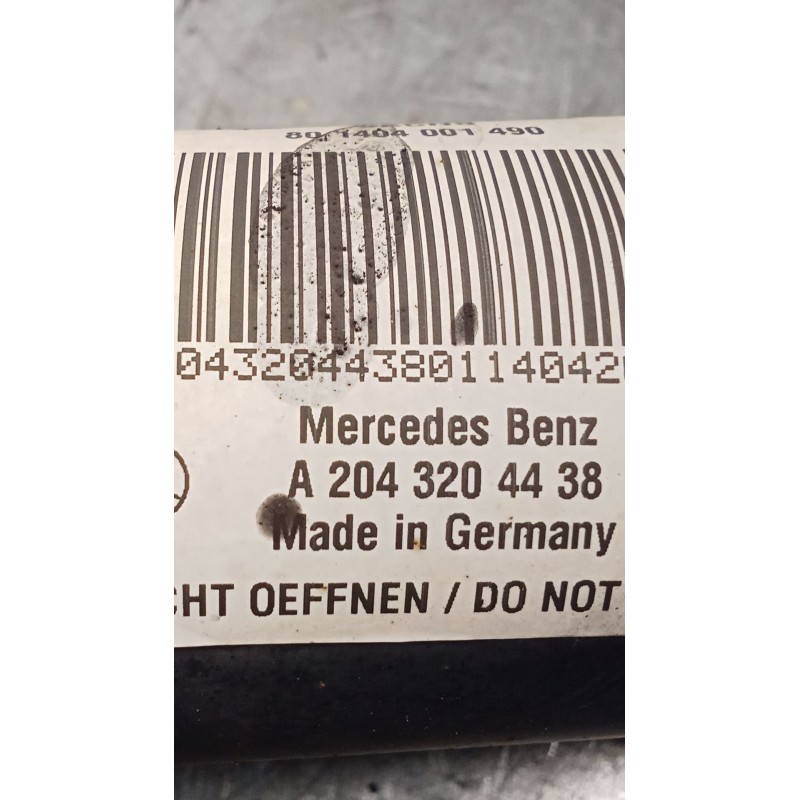 80 1404 001 490
04320443801140420
Mercedes Benz
A 204 320 44 38
Made in Germany
CHT OEFFNEN / DO NOT